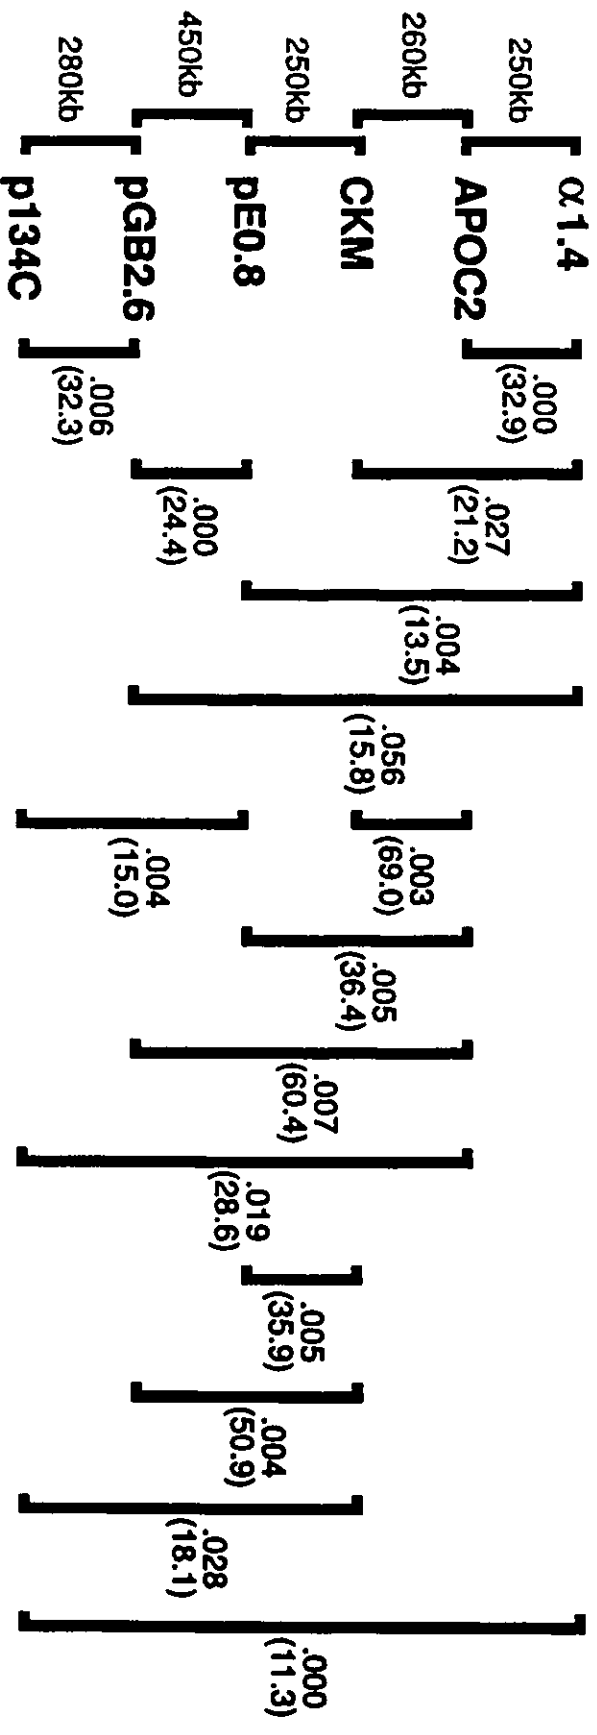 250kb
260kb
250kb
450kb
280kb
α1.4
APOC2
CKM
pE0.8
pGB2.6
p134C
.000
(32.9)
.006
(32.3)
.027
(21.2)
.000
(24.4)
.004
(13.5)
.056
(15.8)
.003
(69.0)
.004
(15.0)
.005
(36.4)
.007
(60.4)
.019
(28.6)
.005
(35.9)
.004
(50.9)
.028
(18.1)
.000
(11.3)